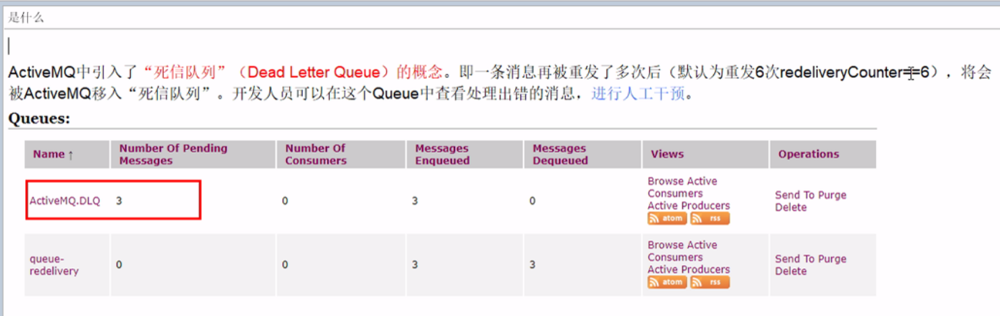 是什么
ActiveMQ中引入了“死信队列”（Dead Letter Queue）的概念。即一条消息再被重发了多次后（默认为重发6次redeliveryCounter==6），将会
被ActiveMQ移入“死信队列”。开发人员可以在这个Queue中查看处理出错的消息，进行人工干预。
Queues:
Name ↑ Number Of Pending Messages Number Of Consumers Messages Enqueued Messages Dequeued Views Operations
ActiveMQ.DLQ 3 0 3 0 Browse Active Consumers Active Producers atom rss Send To Purge Delete
queue-redelivery 0 0 3 3 Browse Active Consumers Active Producers atom rss Send To Purge Delete